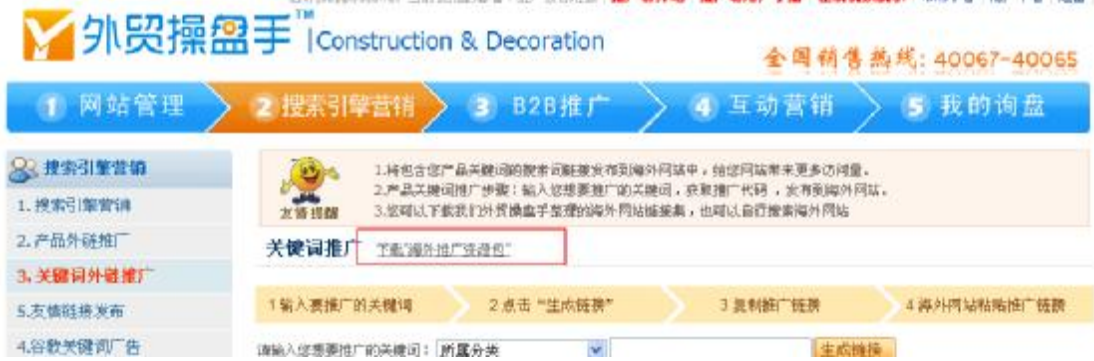 外贸操盘手™ |Construction & Decoration
全国销售热线: 40067-40065
1 网站管理
2 搜索引擎营销
3 B2B推广
4 互动营销
5 我的询盘
搜索引擎营销
1. 搜索引擎营销
2. 产品外链推广
3. 关键词外链推广
5.友情链接发布
4.谷歌关键词广告
友情提醒
1.将包含您产品关键词的搜索词链接发布到海外网站中，给您网站带来更多访问量。
2.产品关键词推广步骤：输入您想要推广的关键词，获取推广代码，发布到海外网站。
3.您可以下载我们外贸操盘手整理的海外网站链接集，也可以自行搜索海外网站
关键词推广 下载"海外推广资源包"
1 输入要推广的关键词
2 点击 "生成链接"
3 复制推广链接
4 海外网站粘贴推广链接
请输入您想要推广的关键词： 所属分类 生成链接